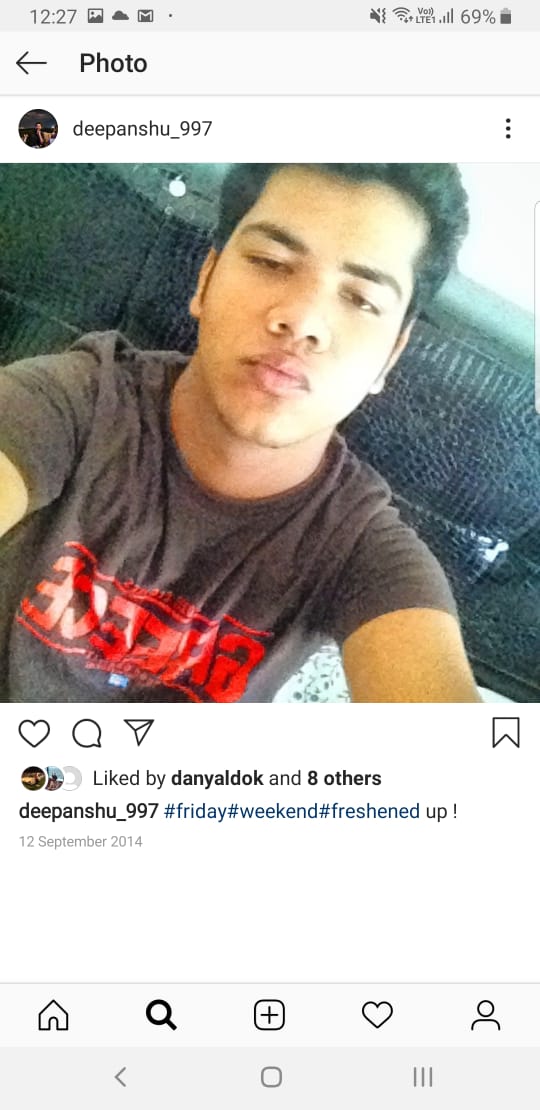 12:27 69%
Photo
deepanshu_997
Liked by danyaldok and 8 others
deepanshu_997 #friday#weekend#freshened up !
12 September 2014